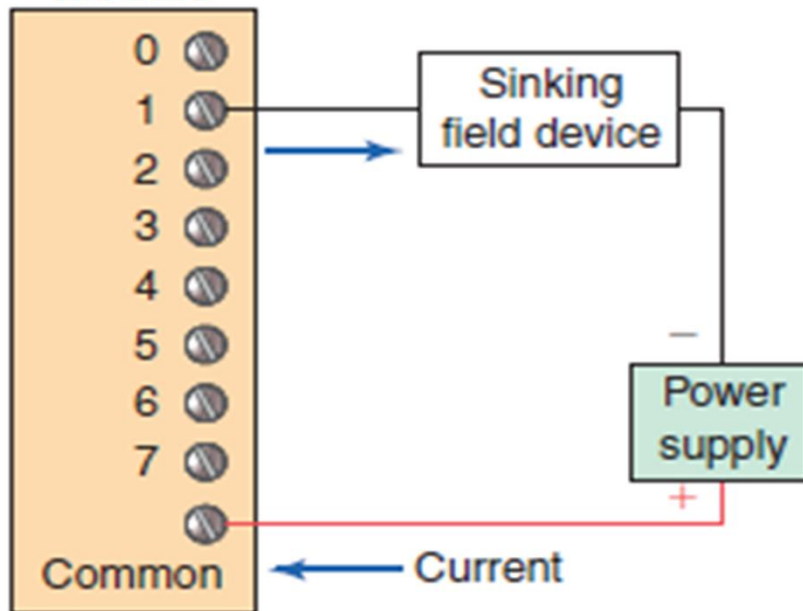 0
1
2
3
4
5
6
7
Common
Sinking
field device
−
Power
supply
+
Current